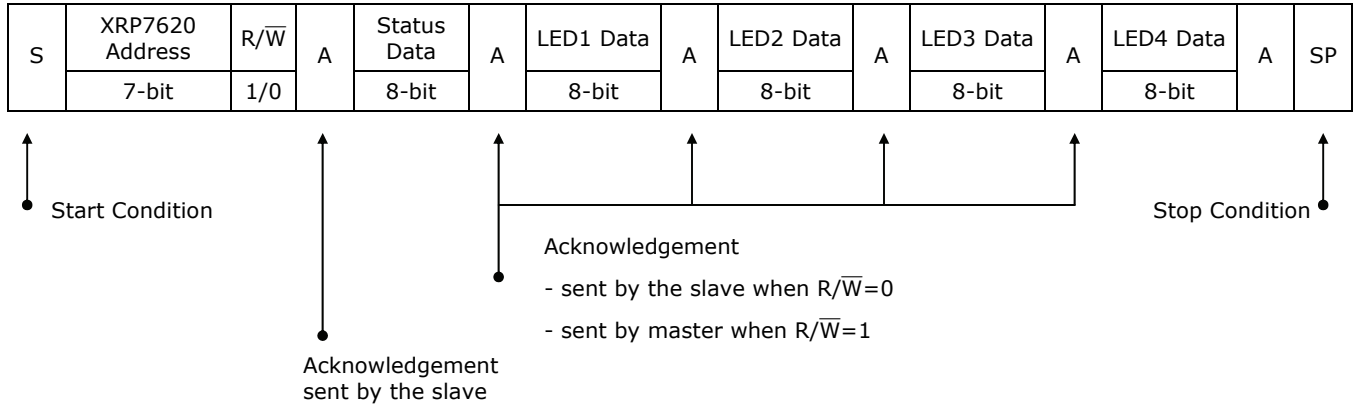 S
XRP7620
Address
7-bit
R/W̅
1/0
A
Status
Data
8-bit
A
LED1 Data
8-bit
A
LED2 Data
8-bit
A
LED3 Data
8-bit
A
LED4 Data
8-bit
A
SP
Start Condition
Stop Condition
Acknowledgement
- sent by the slave when R/W̅=0
- sent by master when R/W̅=1
Acknowledgement
sent by the slave